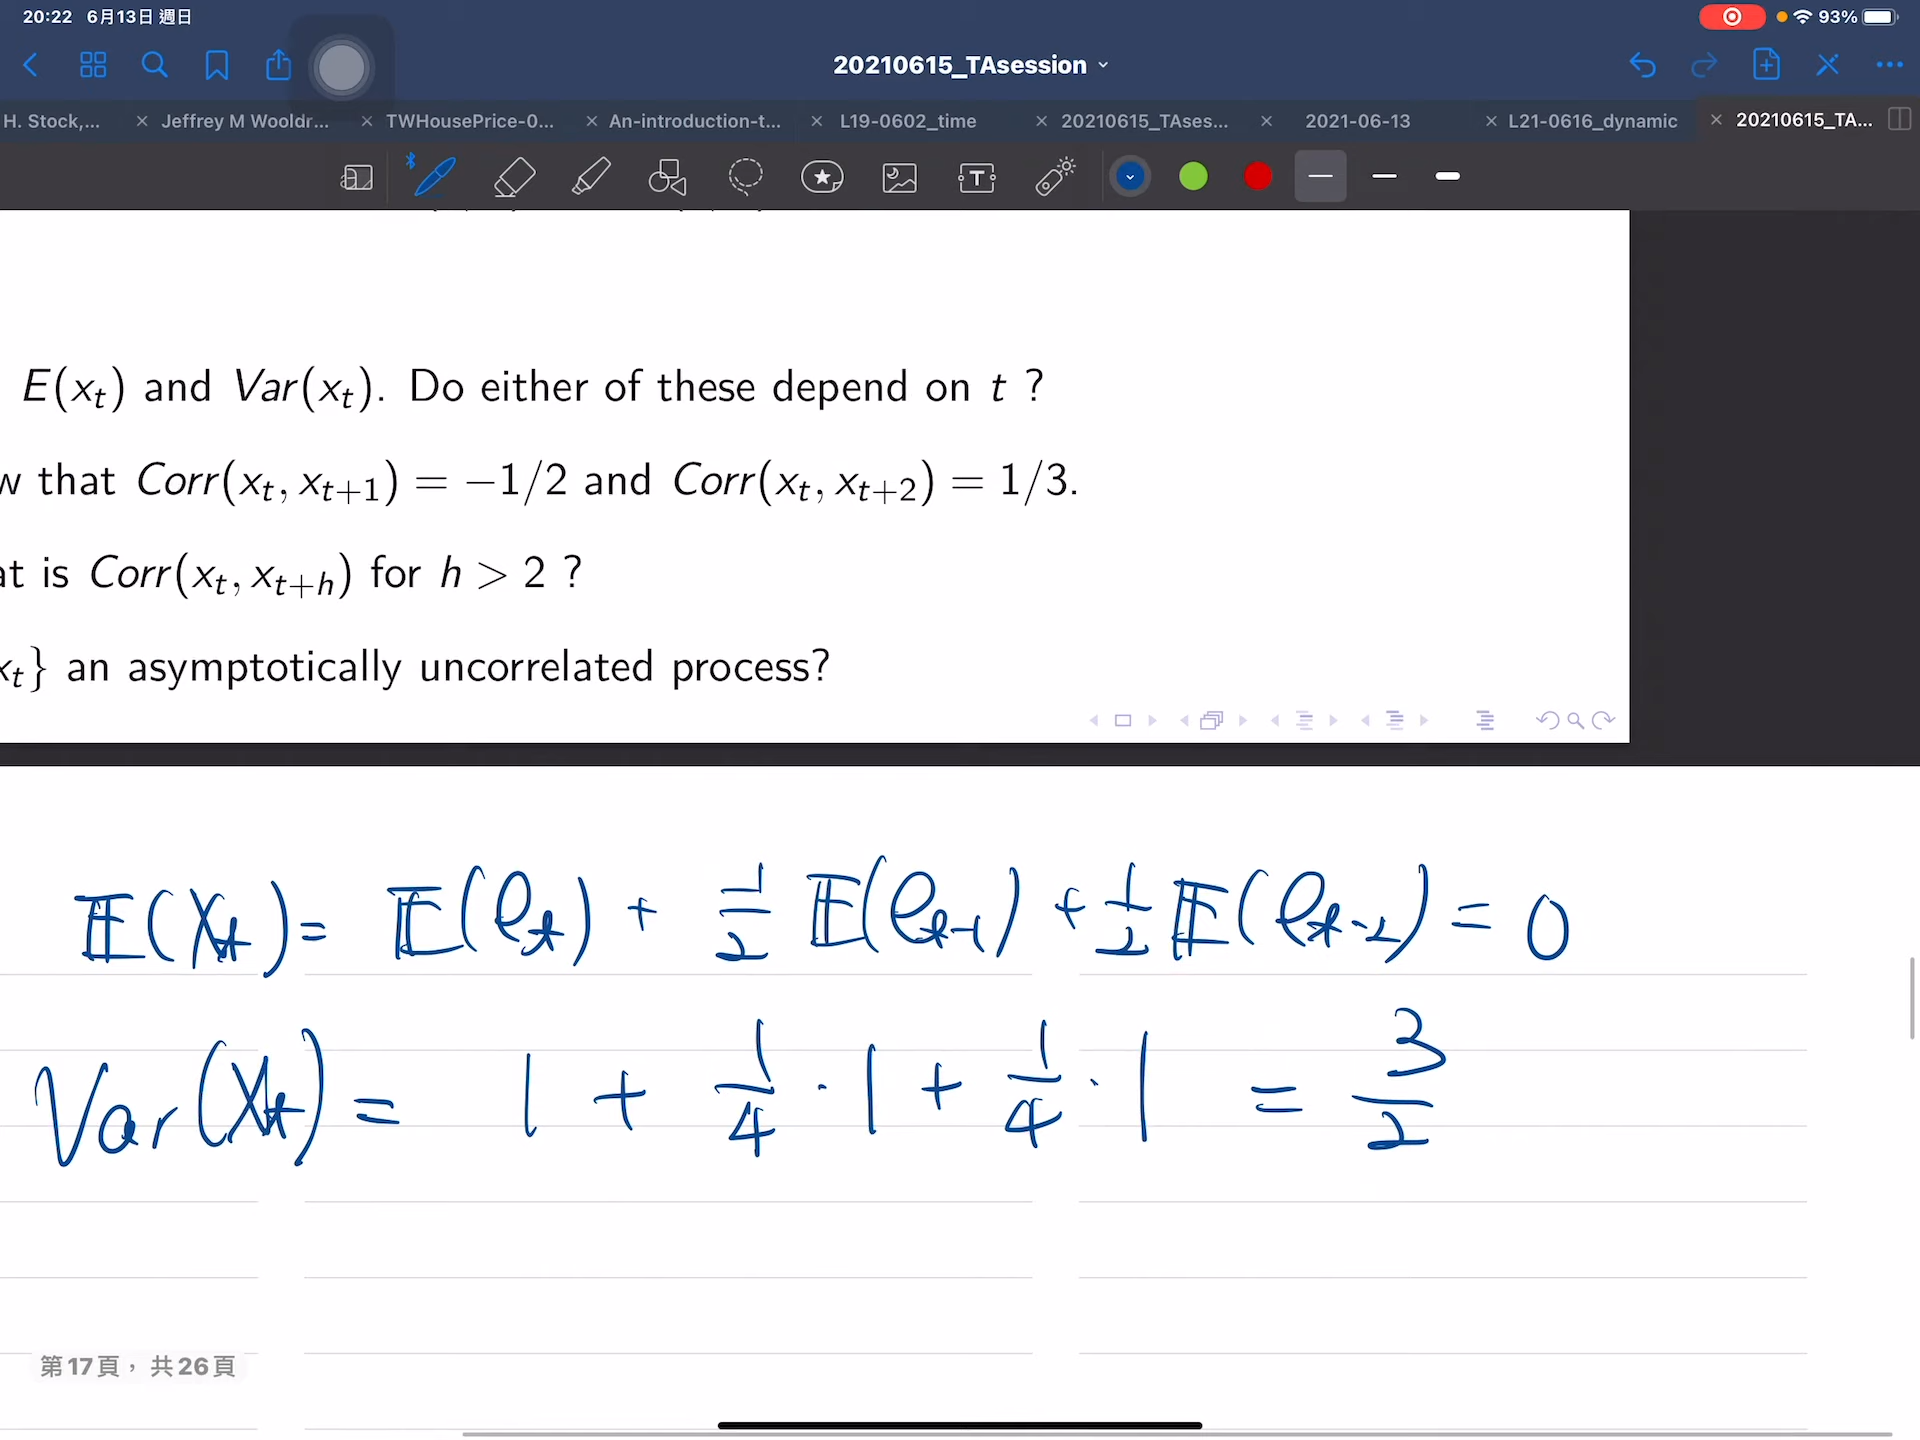 20:22 6月13日 週日
93%
20210615_TAsession
H. Stock,... × Jeffrey M Wooldr... × TWHousePrice-0... × An-introduction-t... × L19-0602_time × 20210615_TAses... × 2021-06-13 × L21-0616_dynamic × 20210615_TA...
E(x_t) and Var(x_t). Do either of these depend on t ?
w that Corr(x_t, x_{t+1}) = −1/2 and Corr(x_t, x_{t+2}) = 1/3.
at is Corr(x_t, x_{t+h}) for h > 2 ?
x_t} an asymptotically uncorrelated process?
𝔼(X_t) = 𝔼(e_t) + -1/2 𝔼(e_{t-1}) + 1/2 𝔼(e_{t-2}) = 0
Var(X_t) = 1 + 1/4 · 1 + 1/4 · 1 = 3/2
第17頁，共26頁